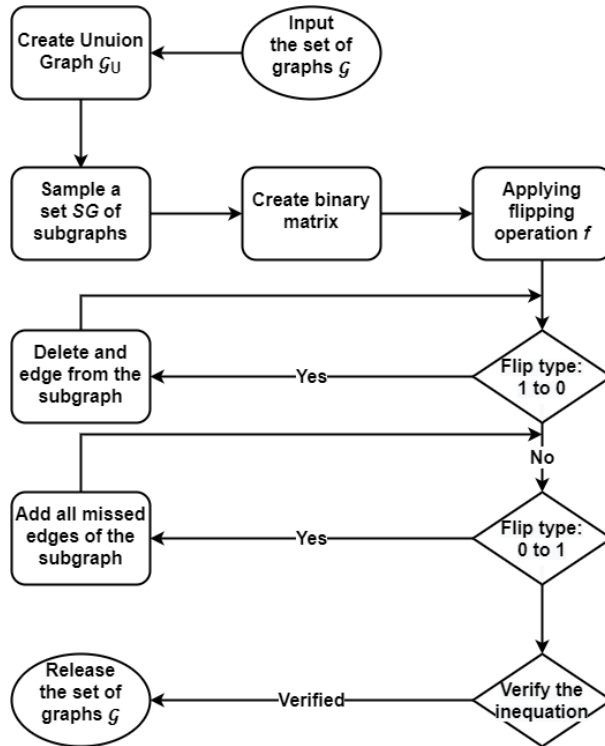 Create Unuion
Graph 𝒢U
Input
the set of
graphs 𝒢
Sample a
set SG of
subgraphs
Create binary
matrix
Applying
flipping
operation f
Delete and
edge from the
subgraph
Yes
Flip type:
1 to 0
No
Add all missed
edges of the
subgraph
Yes
Flip type:
0 to 1
Release
the set of
graphs 𝒢
Verified
Verify the
inequation